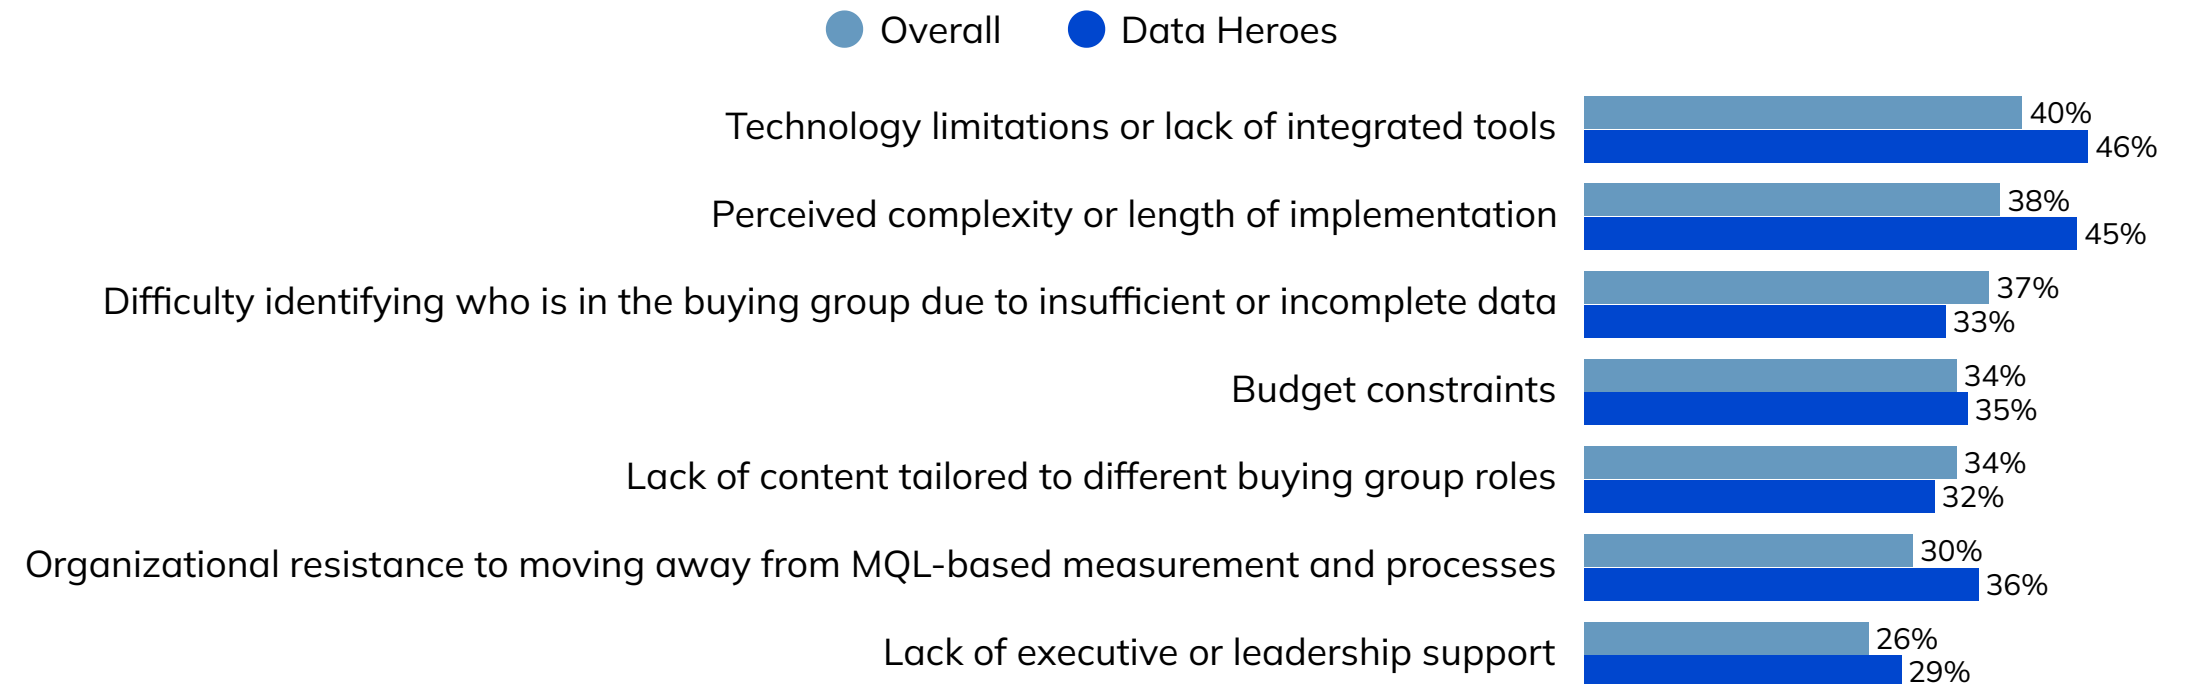 Overall Data Heroes
Technology limitations or lack of integrated tools 40%
46%
Perceived complexity or length of implementation 38%
45%
Difficulty identifying who is in the buying group due to insufficient or incomplete data 37%
33%
Budget constraints 34%
35%
Lack of content tailored to different buying group roles 34%
32%
Organizational resistance to moving away from MQL-based measurement and processes 30%
36%
Lack of executive or leadership support 26%
29%